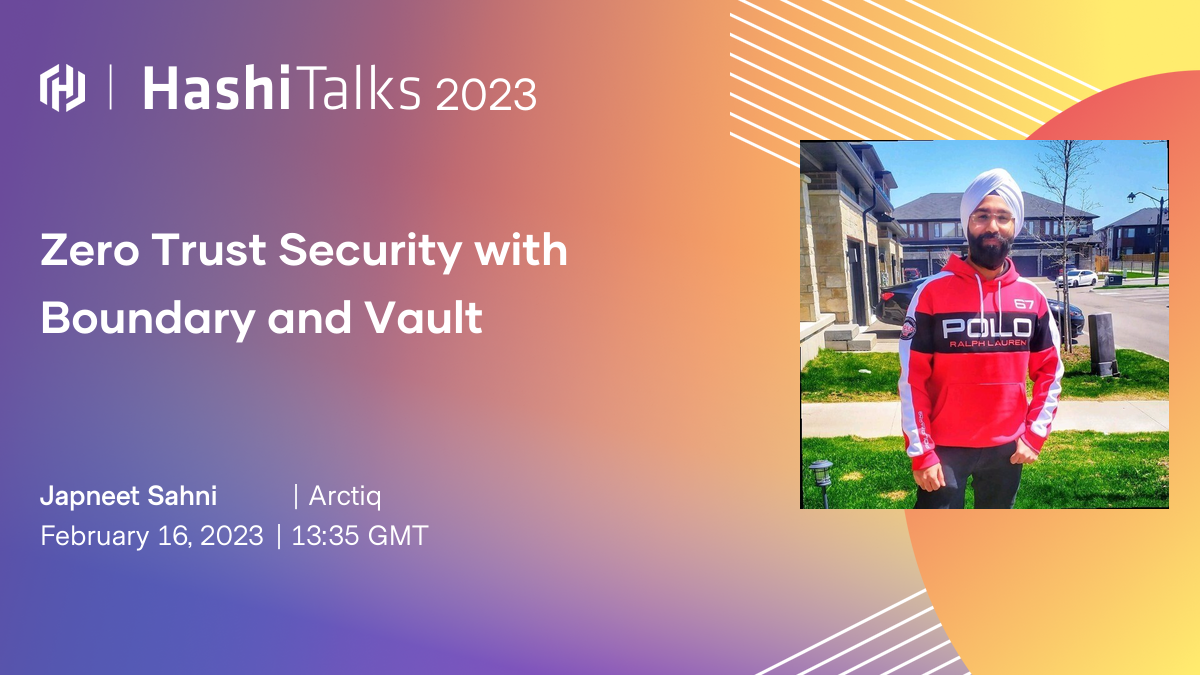 HashiTalks 2023
Zero Trust Security with
Boundary and Vault
67
POLO
RALPH LAUREN
Japneet Sahni | Arctiq
February 16, 2023 | 13:35 GMT